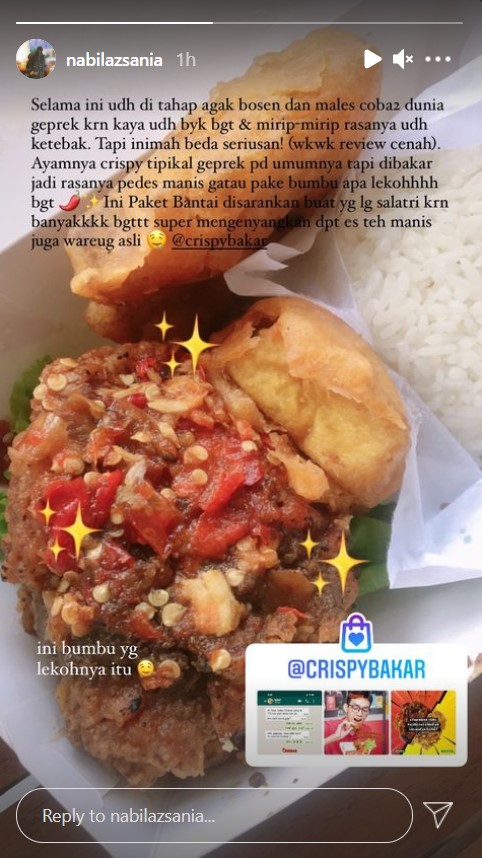 nabilazsania 1h
Selama ini udh di tahap agak bosen dan males coba2 dunia
geprek krn kaya udh byk bgt & mirip-mirip rasanya udh
ketebak. Tapi inimah beda seriusan! (wkwk review cenah).
Ayamnya crispy tipikal geprek pd umumnya tapi dibakar
jadi rasanya pedes manis gatau pake bumbu apa lekohhhh
bgt 🌶️✨Ini Paket Bantai disarankan buat yg lg salatri krn
banyakkkk bgttt super mengenyangkan dpt es teh manis
juga wareug asli 🤤 @crispybakar
ini bumbu yg
lekohnya itu 🤤
@CRISPYBAKAR
Reply to nabilazsania...